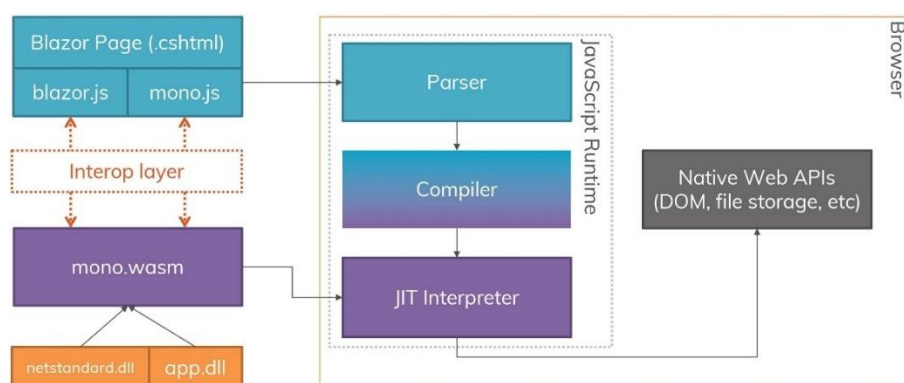 Blazor Page (.cshtml)
blazor.js
mono.js
Interop layer
mono.wasm
netstandard.dll
app.dll
Parser
Compiler
JIT Interpreter
JavaScript Runtime
Native Web APIs
(DOM, file storage, etc)
Browser